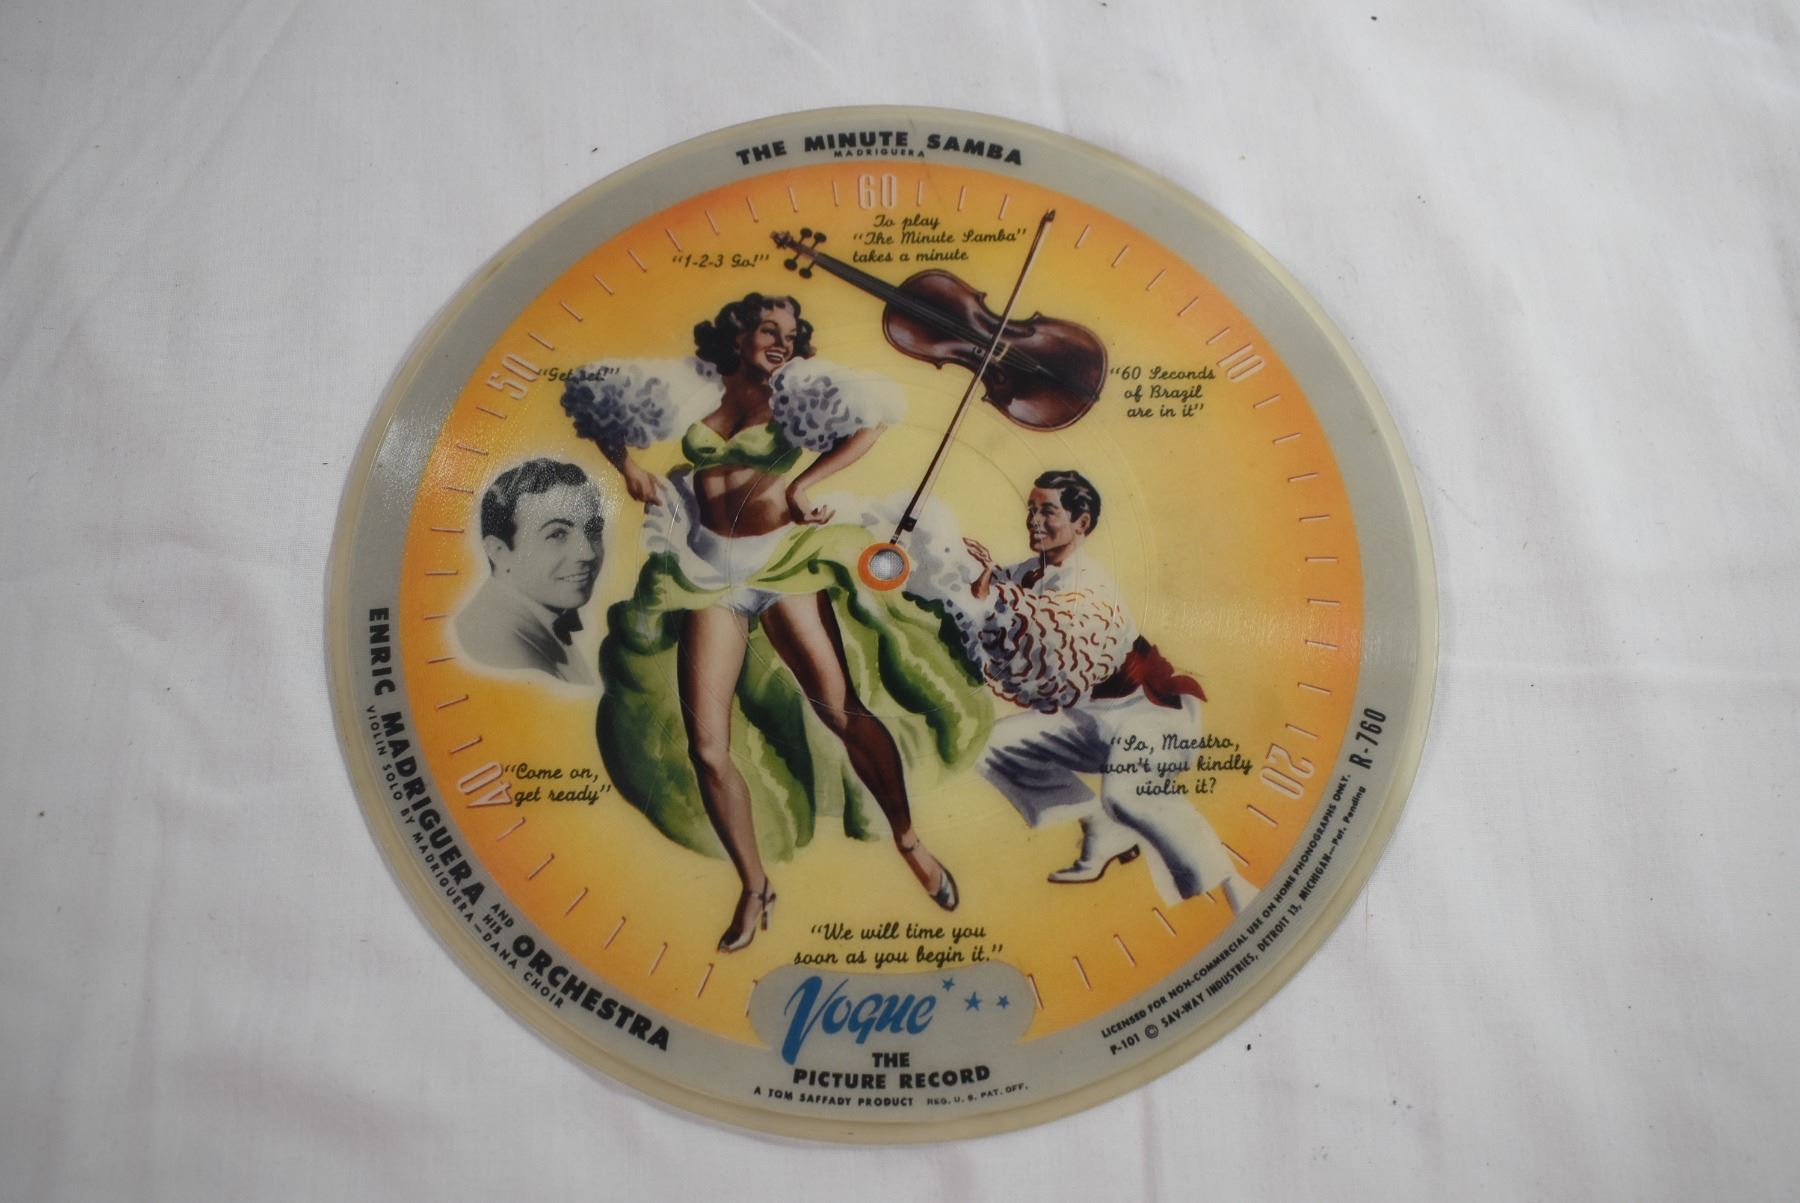 THE MINUTE SAMBA
MADRIGUERA
60
To play
"The Minute Samba"
takes a minute
"1-2-3 Go!"
10
"60 Seconds
of Brazil
are in it"
50
"Get set!"
20
"So, Maestro,
won't you kindly
violin it?
40
"Come on,
get ready"
"We will time you
soon as you begin it."
ENRIC MADRIGUERA AND HIS ORCHESTRA
VIOLIN SOLO BY MADRIGUERA—DANA CHOIR
Vogue
THE
PICTURE RECORD
A TOM SAFFADY PRODUCT REG. U. S. PAT. OFF.
R-760
LICENSED FOR NON-COMMERCIAL USE ON HOME PHONOGRAPHS ONLY.
P-101 © SAV-WAY INDUSTRIES, DETROIT 13, MICHIGAN—Pat. Pending